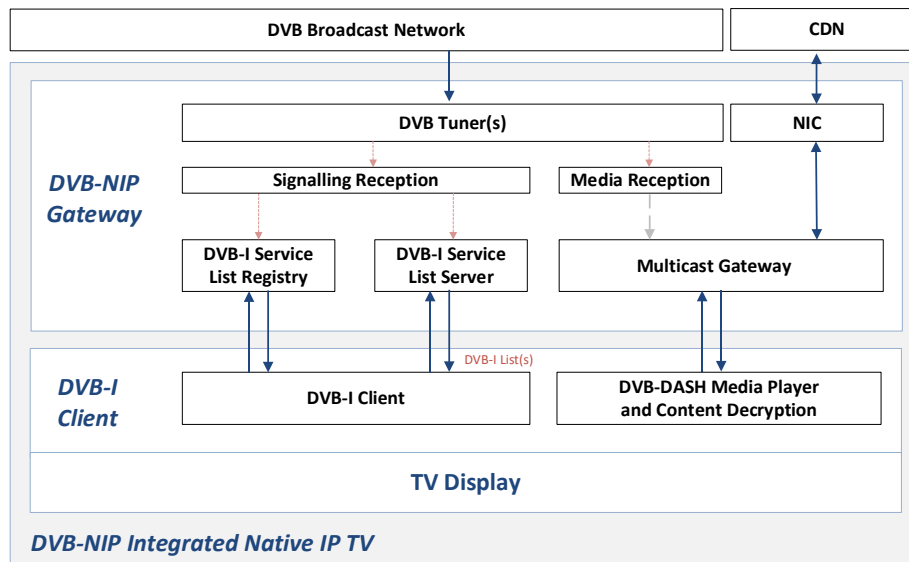 DVB Broadcast Network
CDN
DVB Tuner(s)
NIC
DVB-NIP
Gateway
Signalling Reception
Media Reception
DVB-I Service
List Registry
DVB-I Service
List Server
Multicast Gateway
DVB-I List(s)
DVB-I
Client
DVB-I Client
DVB-DASH Media Player
and Content Decryption
TV Display
DVB-NIP Integrated Native IP TV